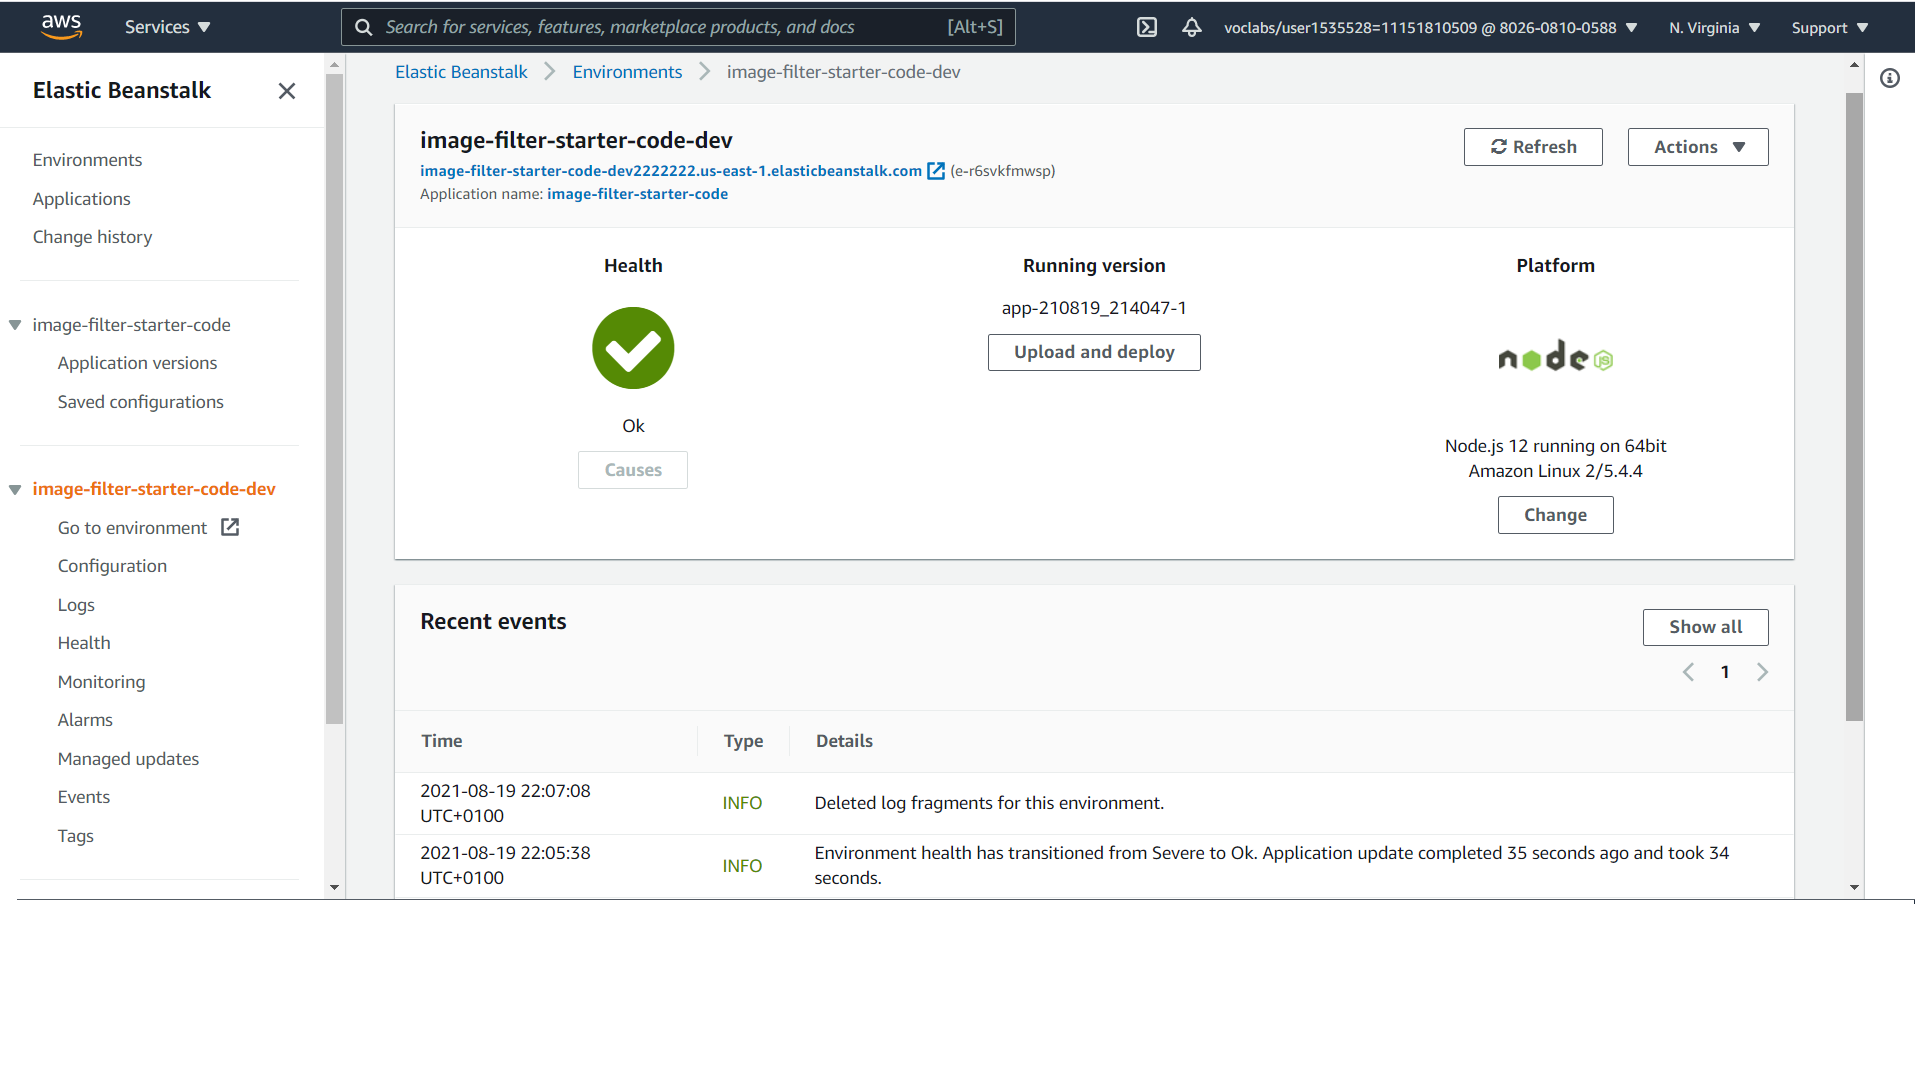 aws
Services
Search for services, features, marketplace products, and docs
[Alt+S]
voclabs/user1535528=11151810509 @ 8026-0810-0588
N. Virginia
Support
Elastic Beanstalk
Environments
Applications
Change history
image-filter-starter-code
Application versions
Saved configurations
image-filter-starter-code-dev
Go to environment
Configuration
Logs
Health
Monitoring
Alarms
Managed updates
Events
Tags
Elastic Beanstalk
Environments
image-filter-starter-code-dev
image-filter-starter-code-dev
image-filter-starter-code-dev2222222.us-east-1.elasticbeanstalk.com (e-r6svkfmwsp)
Application name: image-filter-starter-code
Refresh
Actions
Health
Ok
Causes
Running version
app-210819_214047-1
Upload and deploy
Platform
node JS
Node.js 12 running on 64bit
Amazon Linux 2/5.4.4
Change
Recent events
Show all
1
Time Type Details
2021-08-19 22:07:08
UTC+0100
INFO
Deleted log fragments for this environment.
2021-08-19 22:05:38
UTC+0100
INFO
Environment health has transitioned from Severe to Ok. Application update completed 35 seconds ago and took 34
seconds.